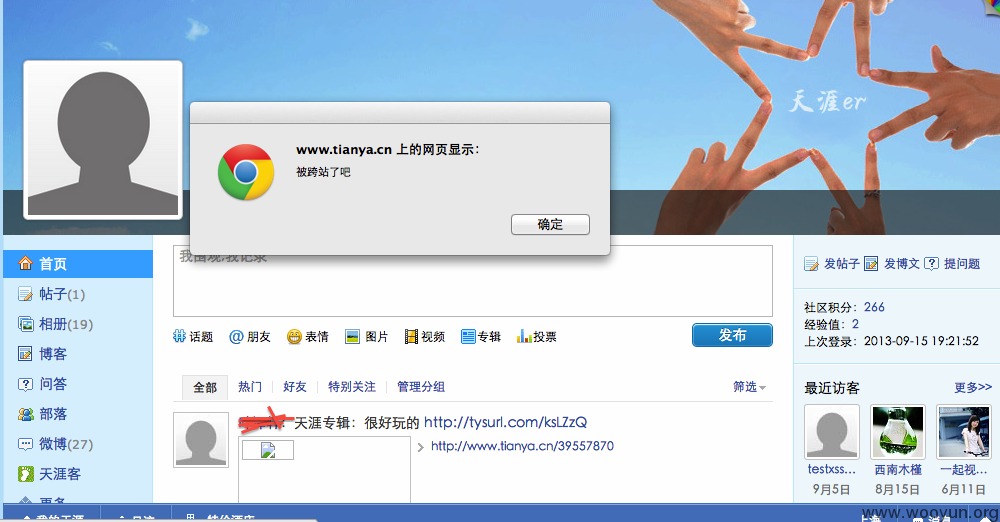 天涯er
www.tianya.cn 上的网页显示:
被跨站了吧
确定
我围观,我记录
首页
帖子(1)
相册(19)
博客
问答
部落
微博(27)
天涯客
更多
话题 @朋友 表情 图片 视频 专辑 投票
发布
全部 热门 好友 特别关注 管理分组 筛选
天涯专辑：很好玩的 http://tysurl.com/ksLZzQ
http://www.tianya.cn/39557870
发帖子 发博文 提问题
社区积分：266
经验值：2
上次登录：2013-09-15 19:21:52
最近访客 更多>>
testxss... 西南木槿 一起视...
9月5日 8月15日 6月11日
我的天涯
特价酒店
www.wooyun.org